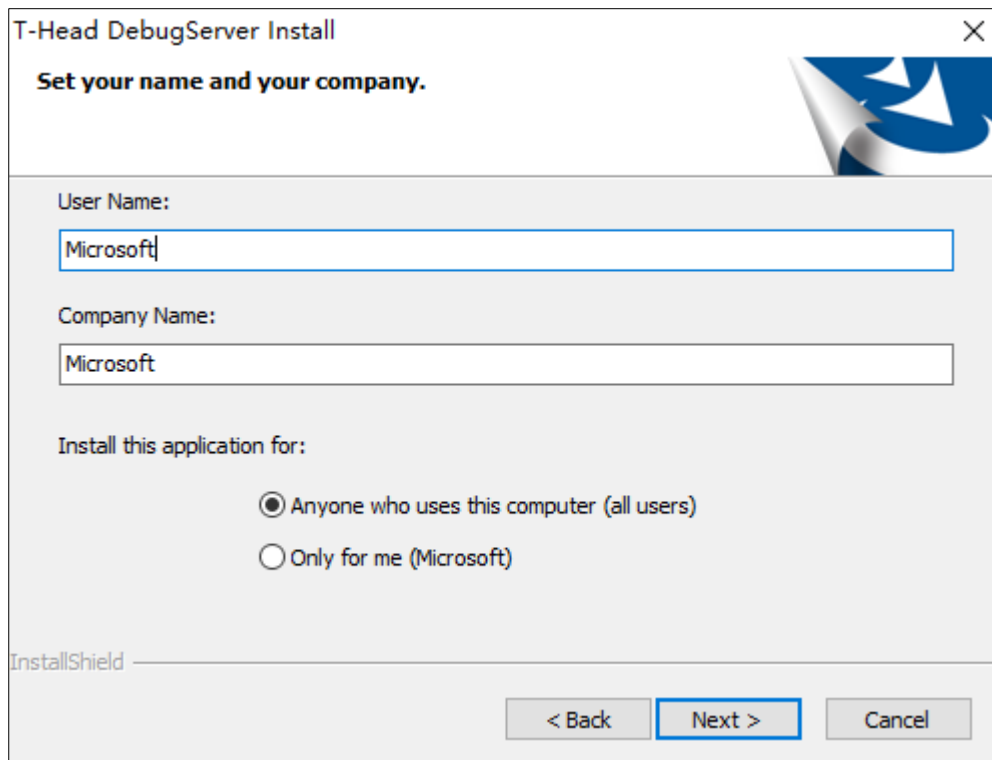 T-Head DebugServer Install
Set your name and your company.
User Name:
Microsoft
Company Name:
Microsoft
Install this application for:
Anyone who uses this computer (all users)
Only for me (Microsoft)
InstallShield
< Back Next > Cancel